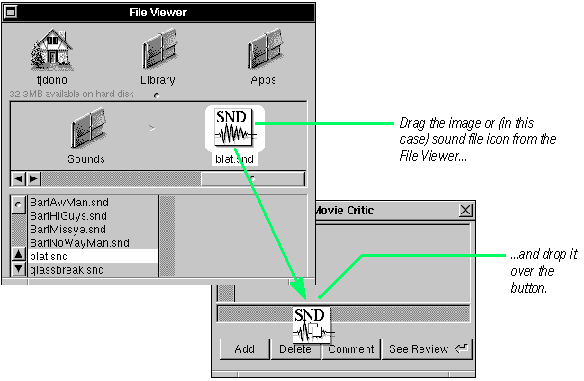 File Viewer
tjdono
Library
Apps
32.3MB available on hard disk
SND
Sounds
blat.snd
Drag the image or (in this
case) sound file icon from the
File Viewer...
BartAwMan.snd
BartHiGuys.snd
BartMissya.snd
BartNoWayMan.snd
blat.snd
glassbreak.snd
Movie Critic
...and drop it
over the
button.
SND
Add
Delete
Comment
See Review